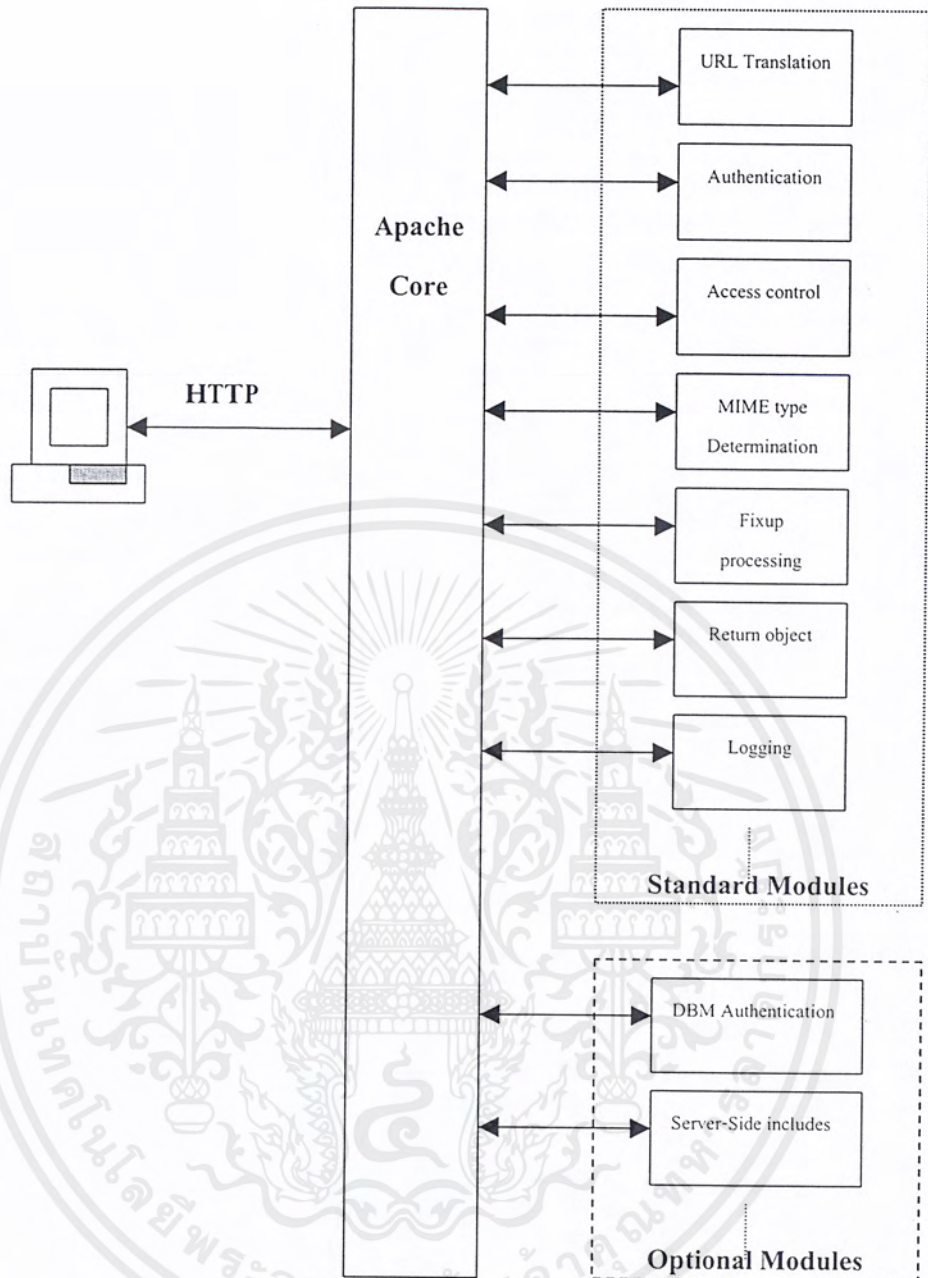 URL Translation
Authentication
Apache
Core
Access control
HTTP
MIME type
Determination
Fixup
processing
Return object
Logging
Standard Modules
DBM Authentication
Server-Side includes
Optional Modules